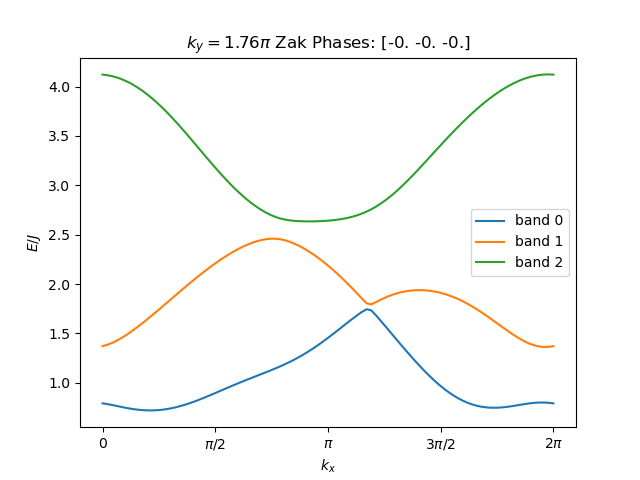 k_y = 1.76π Zak Phases: [-0. -0. -0.]
4.0
3.5
3.0
2.5
2.0
1.5
1.0
E/J
band 0
band 1
band 2
0 π/2 π 3π/2 2π
k_x